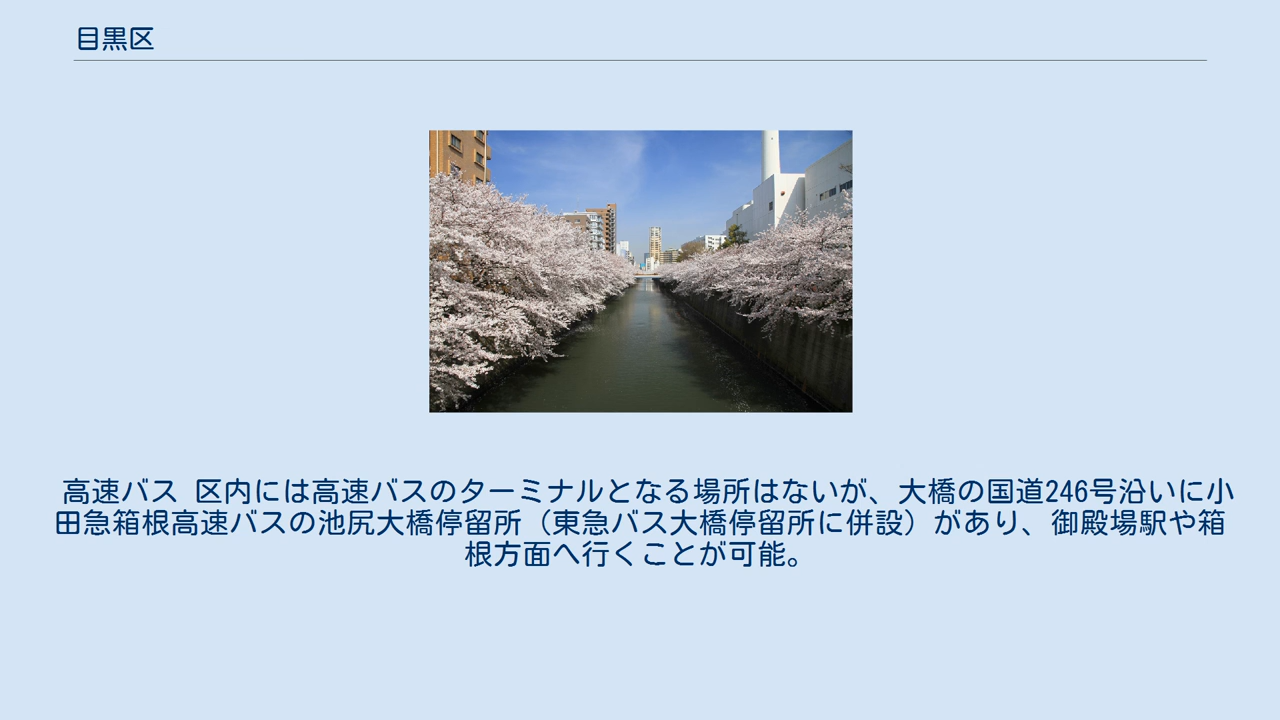 目黒区
高速バス 区内には高速バスのターミナルとなる場所はないが、大橋の国道246号沿いに小
田急箱根高速バスの池尻大橋停留所（東急バス大橋停留所に併設）があり、御殿場駅や箱
根方面へ行くことが可能。